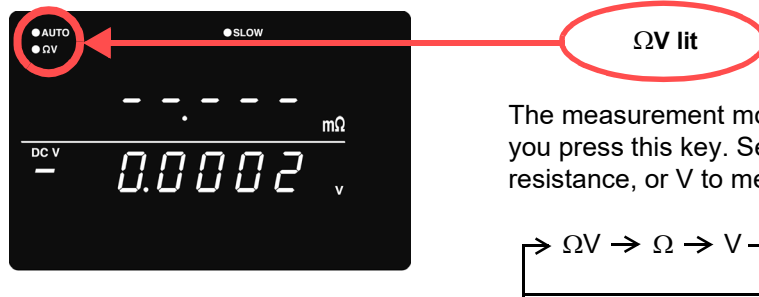 AUTO
ΩV
SLOW
ΩV lit
-- -.- - -
mΩ
DC V
- 0.0002 V
The measurement mo
you press this key. Se
resistance, or V to me
ΩV → Ω → V